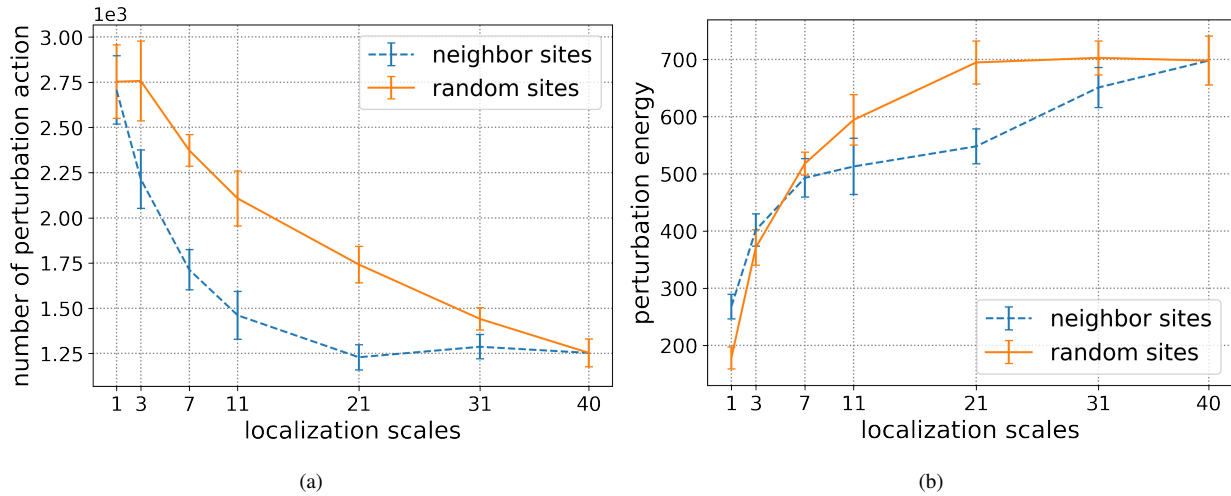 1e3
number of perturbation action
3.00
2.75
2.50
2.25
2.00
1.75
1.50
1.25
neighbor sites
random sites
1 3 7 11 21 31 40
localization scales
(a)
perturbation energy
700
600
500
400
300
200
neighbor sites
random sites
1 3 7 11 21 31 40
localization scales
(b)